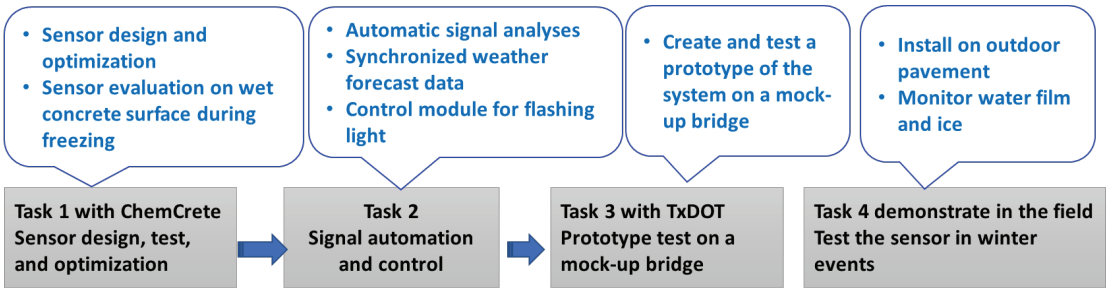 • Sensor design and
optimization
• Sensor evaluation on wet
concrete surface during
freezing
• Automatic signal analyses
• Synchronized weather
forecast data
• Control module for flashing
light
• Create and test a
prototype of the
system on a mock-
up bridge
• Install on outdoor
pavement
• Monitor water film
and ice
Task 1 with ChemCrete
Sensor design, test,
and optimization
Task 2
Signal automation
and control
Task 3 with TxDOT
Prototype test on a
mock-up bridge
Task 4 demonstrate in the field
Test the sensor in winter
events